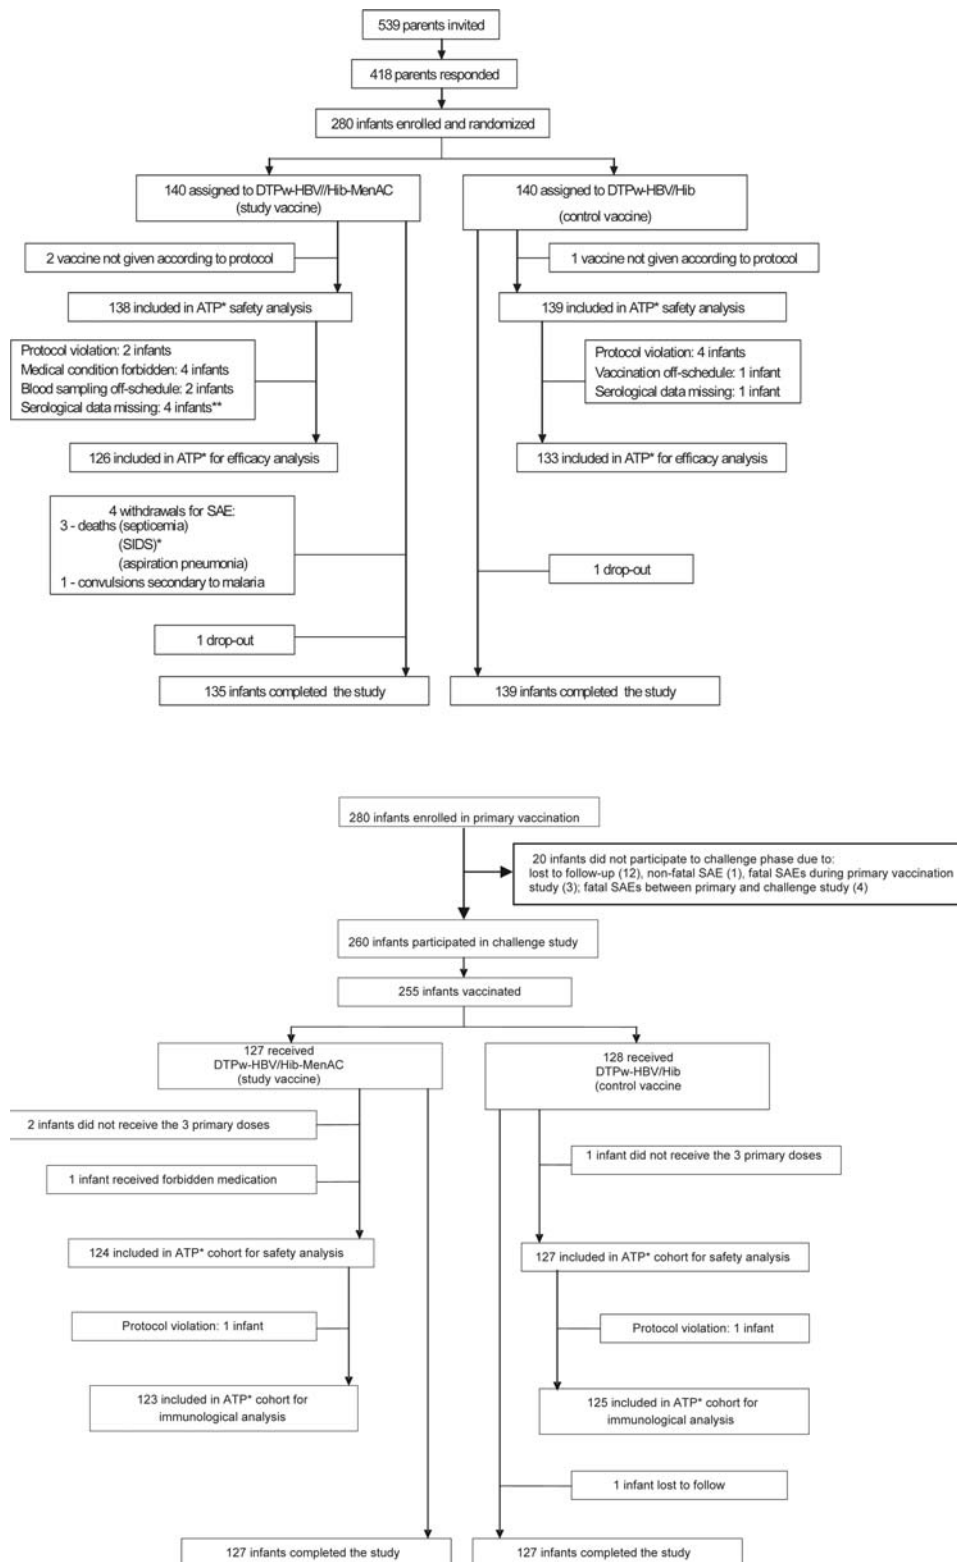 539 parents invited
418 parents responded
280 infants enrolled and randomized
140 assigned to DTPw-HBV//Hib-MenAC
(study vaccine)
140 assigned to DTPw-HBV/Hib
(control vaccine)
2 vaccine not given according to protocol
1 vaccine not given according to protocol
138 included in ATP* safety analysis
139 included in ATP* safety analysis
Protocol violation: 2 infants
Medical condition forbidden: 4 infants
Blood sampling off-schedule: 2 infants
Serological data missing: 4 infants**
Protocol violation: 4 infants
Vaccination off-schedule: 1 infant
Serological data missing: 1 infant
126 included in ATP* for efficacy analysis
133 included in ATP* for efficacy analysis
4 withdrawals for SAE:
3 - deaths (septicemia)
(SIDS)*
(aspiration pneumonia)
1 - convulsions secondary to malaria
1 drop-out
1 drop-out
135 infants completed the study
139 infants completed the study
280 infants enrolled in primary vaccination
20 infants did not participate to challenge phase due to:
lost to follow-up (12), non-fatal SAE (1), fatal SAEs during primary vaccination
study (3); fatal SAEs between primary and challenge study (4)
260 infants participated in challenge study
255 infants vaccinated
127 received
DTPw-HBV/Hib-MenAC
(study vaccine)
128 received
DTPw-HBV/Hib
(control vaccine
2 infants did not receive the 3 primary doses
1 infant did not receive the 3 primary doses
1 infant received forbidden medication
124 included in ATP* cohort for safety analysis
127 included in ATP* cohort for safety analysis
Protocol violation: 1 infant
Protocol violation: 1 infant
123 included in ATP* cohort for
immunological analysis
125 included in ATP* cohort for
immunological analysis
1 infant lost to follow
127 infants completed the study
127 infants completed the study